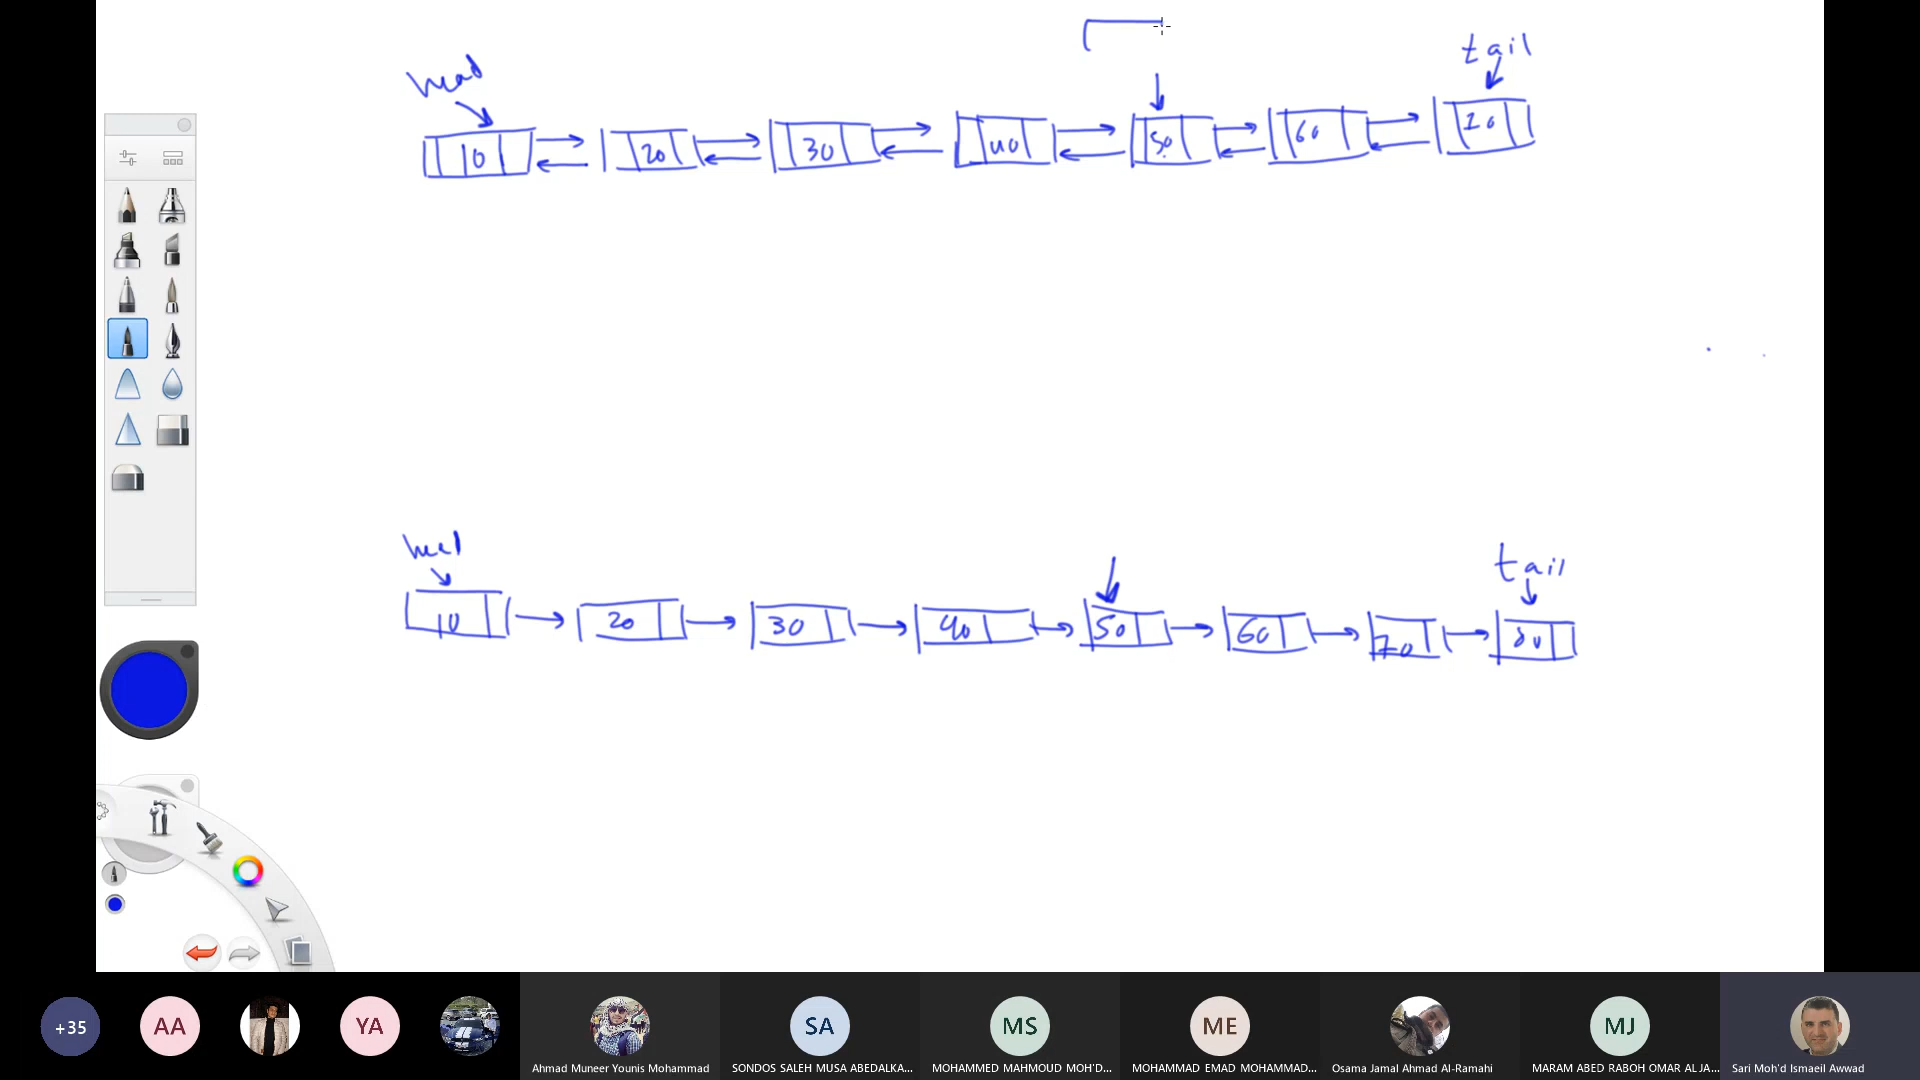 head
tail
10 20 30 40 50 60 70
head
tail
10 20 30 40 50 60 70 80
+35 AA YA SA MS ME MJ
Ahmad Muneer Younis Mohammad SONDOS SALEH MUSA ABEDALKA... MOHAMMED MAHMOUD MOH'D... MOHAMMAD EMAD MOHAMMAD... Osama Jamal Ahmad Al-Ramahi MARAM ABED RABOH OMAR AL JA... Sari Moh'd Ismaeil Awwad